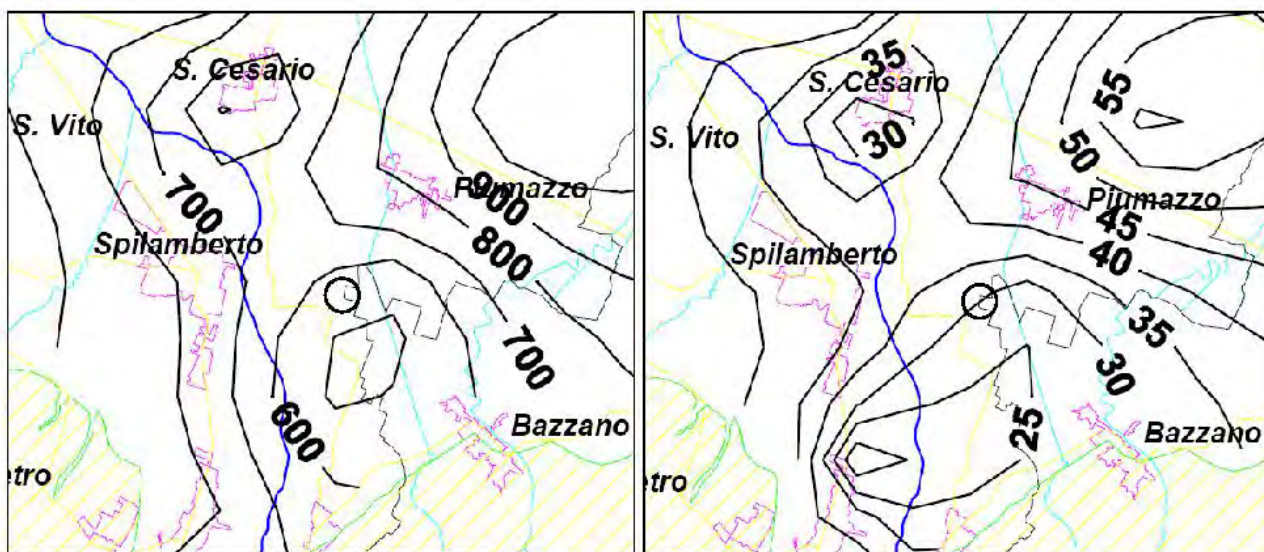 S. Cesario
S. Vito
700
Piumazzo
900
Spilamberto
800
700
600
Bazzano
etro
35
S. Cesario
55
S. Vito
30
50
Piumazzo
45
Spilamberto
40
35
30
25
Bazzano
etro